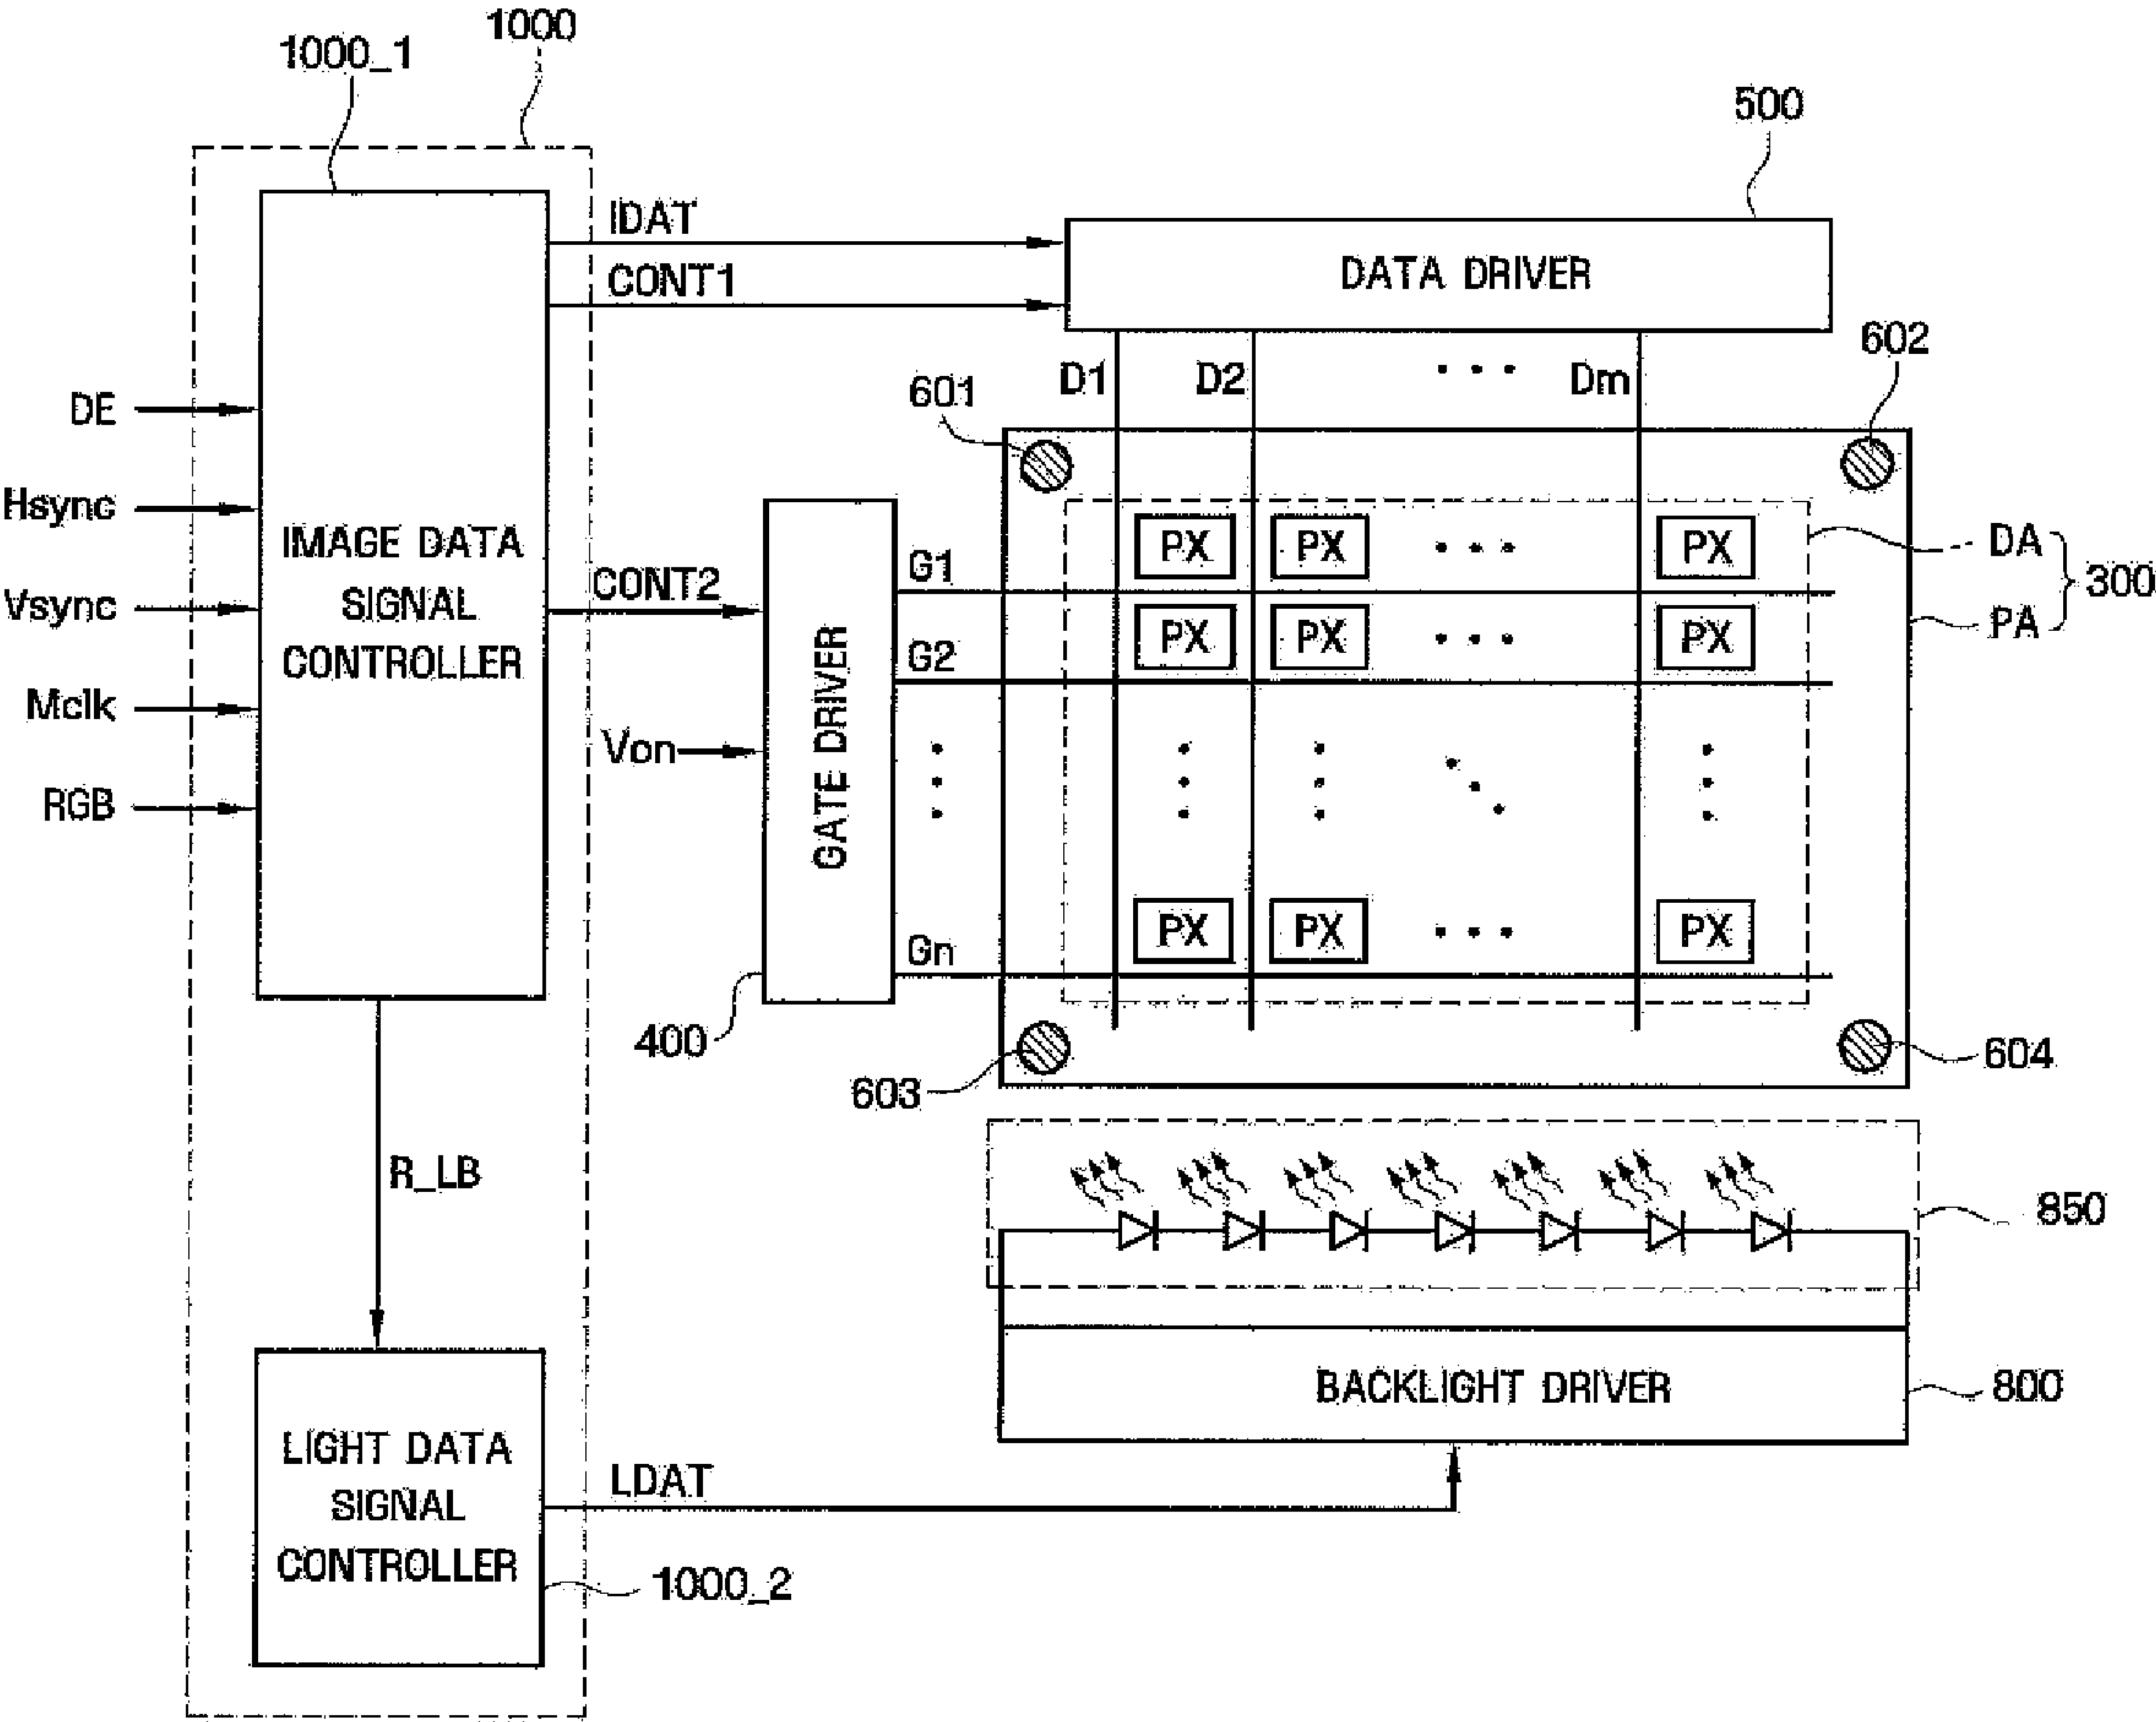 1000
1000_1
500
IDAT
CONT1
DATA DRIVER
602
601
D1
D2
Dm
DE
Hsync
Vsync
Mclk
RGB
IMAGE DATA
SIGNAL
CONTROLLER
CONT2
Von
GATE DRIVER
G1
G2
Gn
PX PX PX
PX PX PX
PX PX PX
DA
PA
300
400
603
604
R_LB
850
BACKLIGHT DRIVER
800
LIGHT DATA
SIGNAL
CONTROLLER
LDAT
1000_2